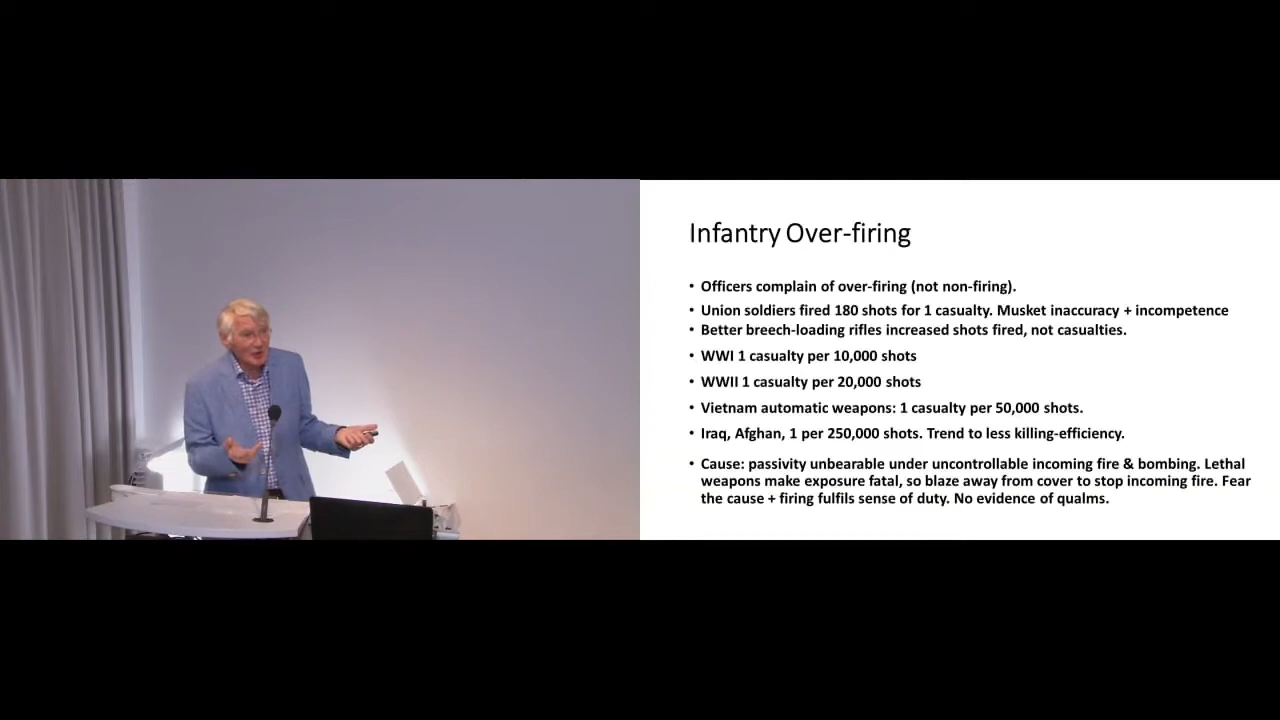 Infantry Over-firing
• Officers complain of over-firing (not non-firing).
• Union soldiers fired 180 shots for 1 casualty. Musket inaccuracy + incompetence
• Better breech-loading rifles increased shots fired, not casualties.
• WWI 1 casualty per 10,000 shots
• WWII 1 casualty per 20,000 shots
• Vietnam automatic weapons: 1 casualty per 50,000 shots.
• Iraq, Afghan, 1 per 250,000 shots. Trend to less killing-efficiency.
• Cause: passivity unbearable under uncontrollable incoming fire & bombing. Lethal
weapons make exposure fatal, so blaze away from cover to stop incoming fire. Fear
the cause + firing fulfils sense of duty. No evidence of qualms.